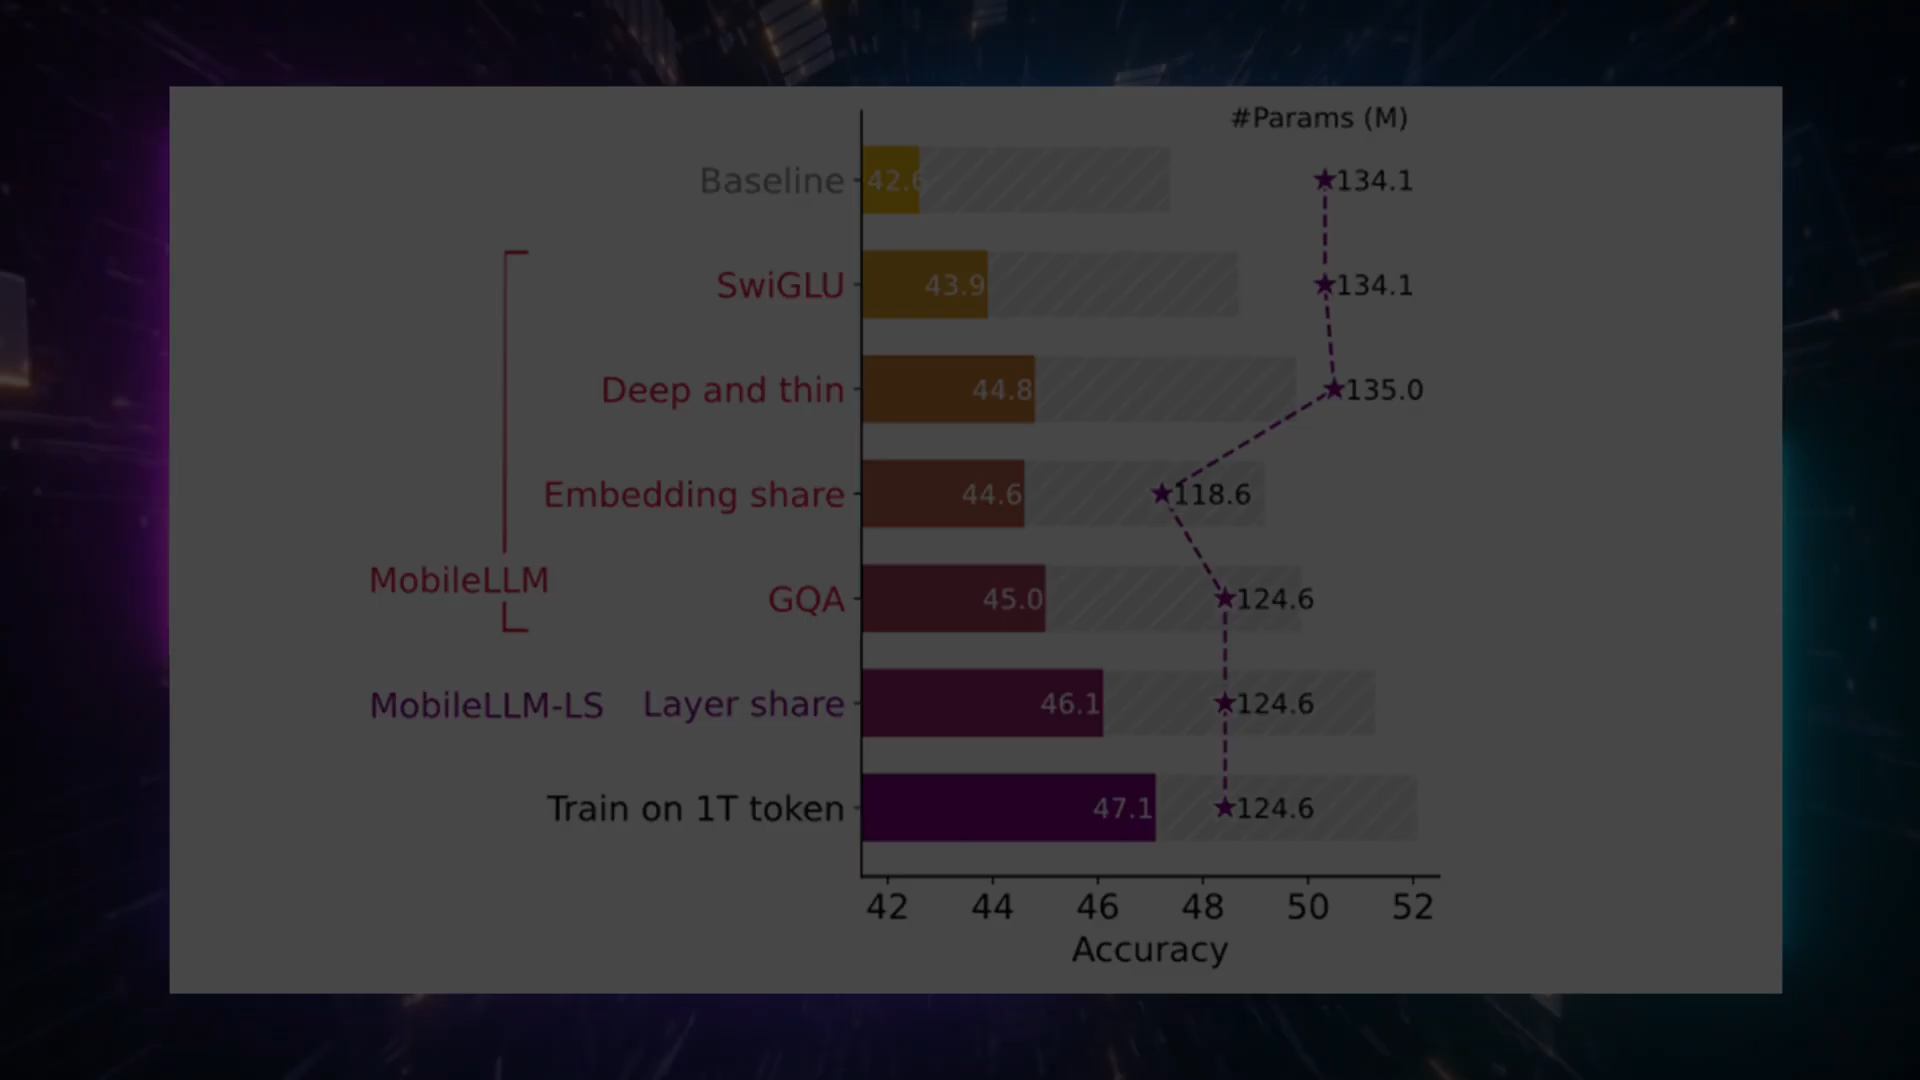 #Params (M)
Baseline 42.6 134.1
SwiGLU 43.9 134.1
Deep and thin 44.8 135.0
Embedding share 44.6 118.6
MobileLLM
GQA 45.0 124.6
MobileLLM-LS Layer share 46.1 124.6
Train on 1T token 47.1 124.6
42 44 46 48 50 52
Accuracy